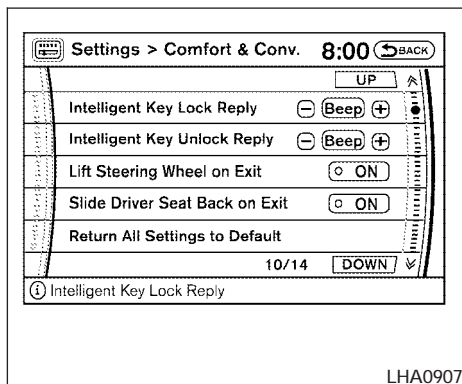 Settings > Comfort & Conv. 8:00 BACK
UP
Intelligent Key Lock Reply Beep
Intelligent Key Unlock Reply Beep
Lift Steering Wheel on Exit ON
Slide Driver Seat Back on Exit ON
Return All Settings to Default
10/14 DOWN
i Intelligent Key Lock Reply
LHA0907